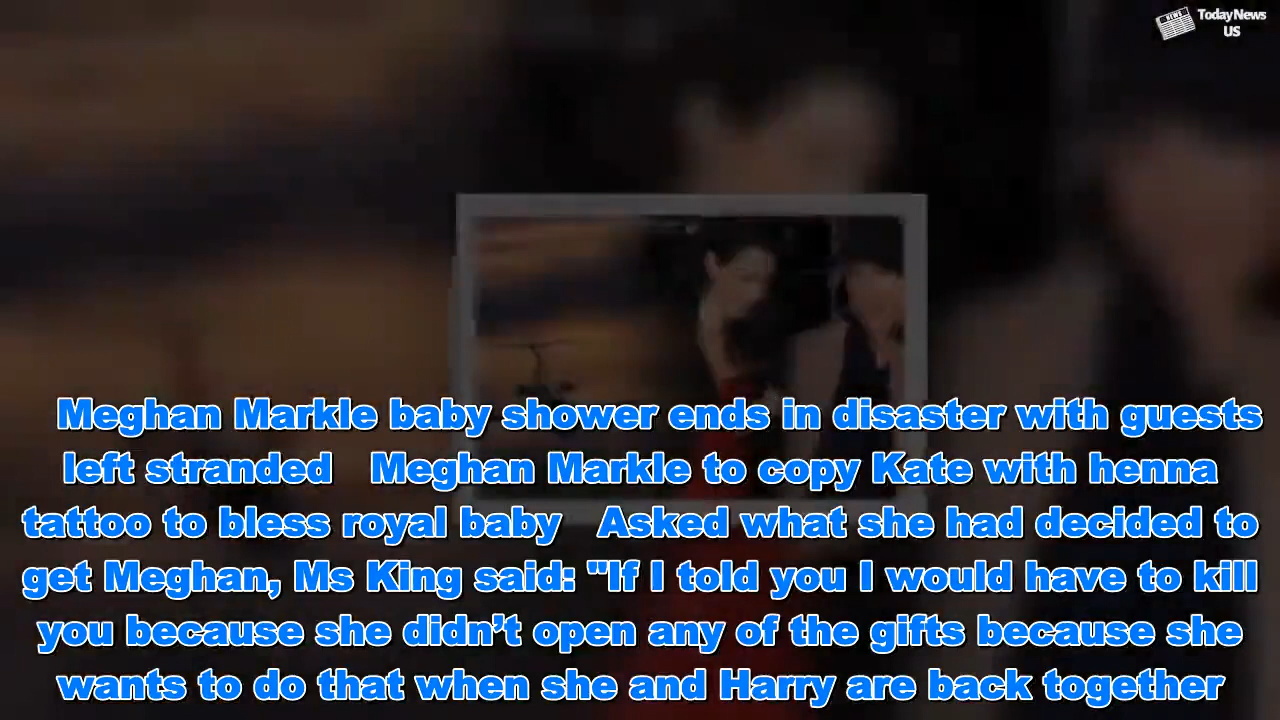 NEWS
TodayNews
US
Meghan Markle baby shower ends in disaster with guests
left stranded   Meghan Markle to copy Kate with henna
tattoo to bless royal baby   Asked what she had decided to
get Meghan, Ms King said: "If I told you I would have to kill
you because she didn’t open any of the gifts because she
wants to do that when she and Harry are back together